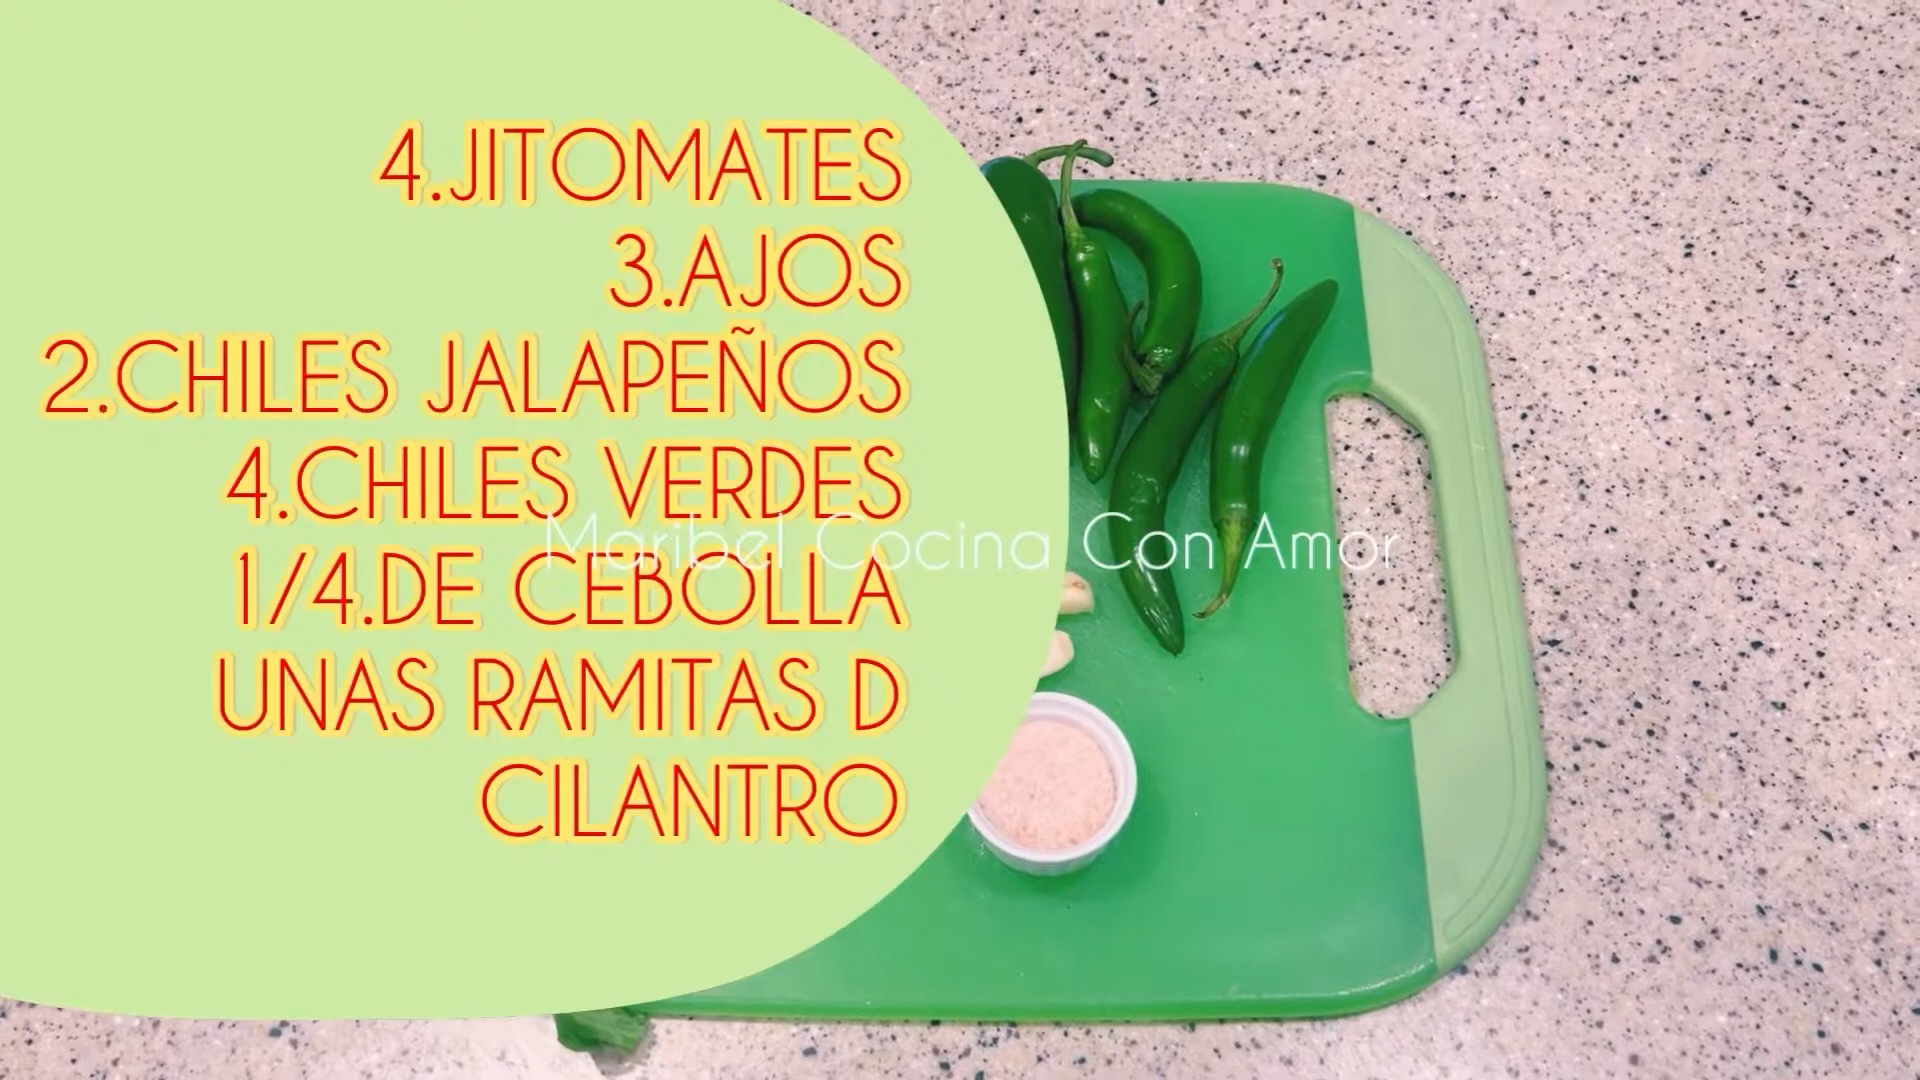 4.JITOMATES
3.AJOS
2.CHILES JALAPEÑOS
4.CHILES VERDES
Maribel Cocina Con Amor
1/4.DE CEBOLLA
UNAS RAMITAS D
CILANTRO